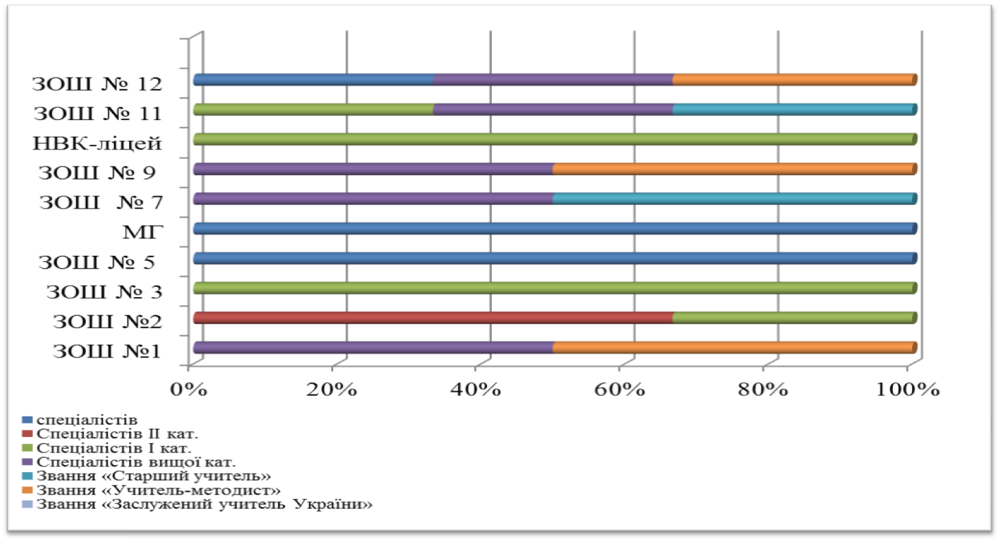 ЗОШ № 12
ЗОШ № 11
НВК-ліцей
ЗОШ № 9
ЗОШ № 7
МГ
ЗОШ № 5
ЗОШ № 3
ЗОШ №2
ЗОШ №1
0% 20% 40% 60% 80% 100%
спеціалістів
Спеціалістів ІІ кат.
Спеціалістів І кат.
Спеціалістів вищої кат.
Звання «Старший учитель»
Звання «Учитель-методист»
Звання «Заслужений учитель України»